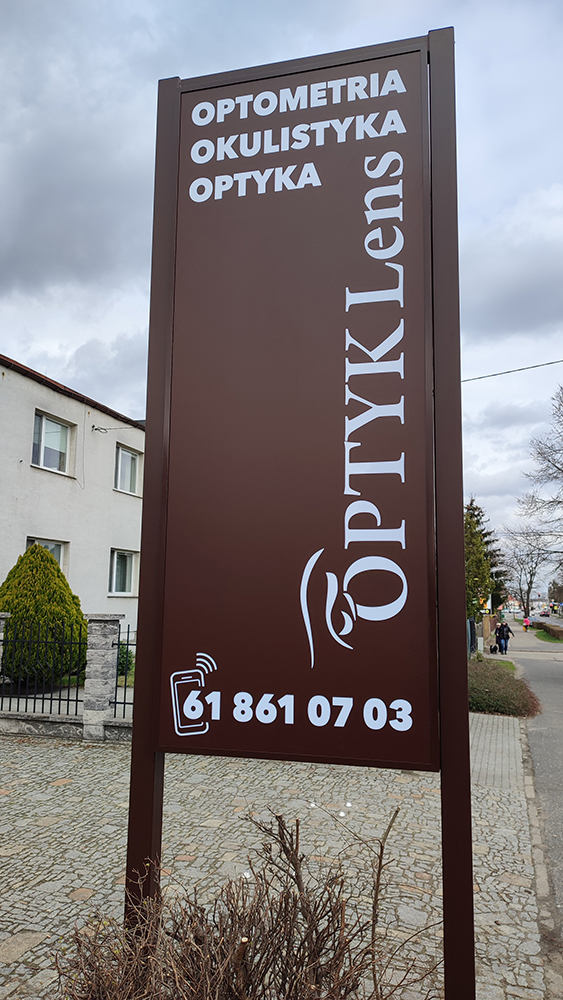 OPTOMETRIA
OKULISTYKA
OPTYKA
OPTYK Lens
61 861 07 03